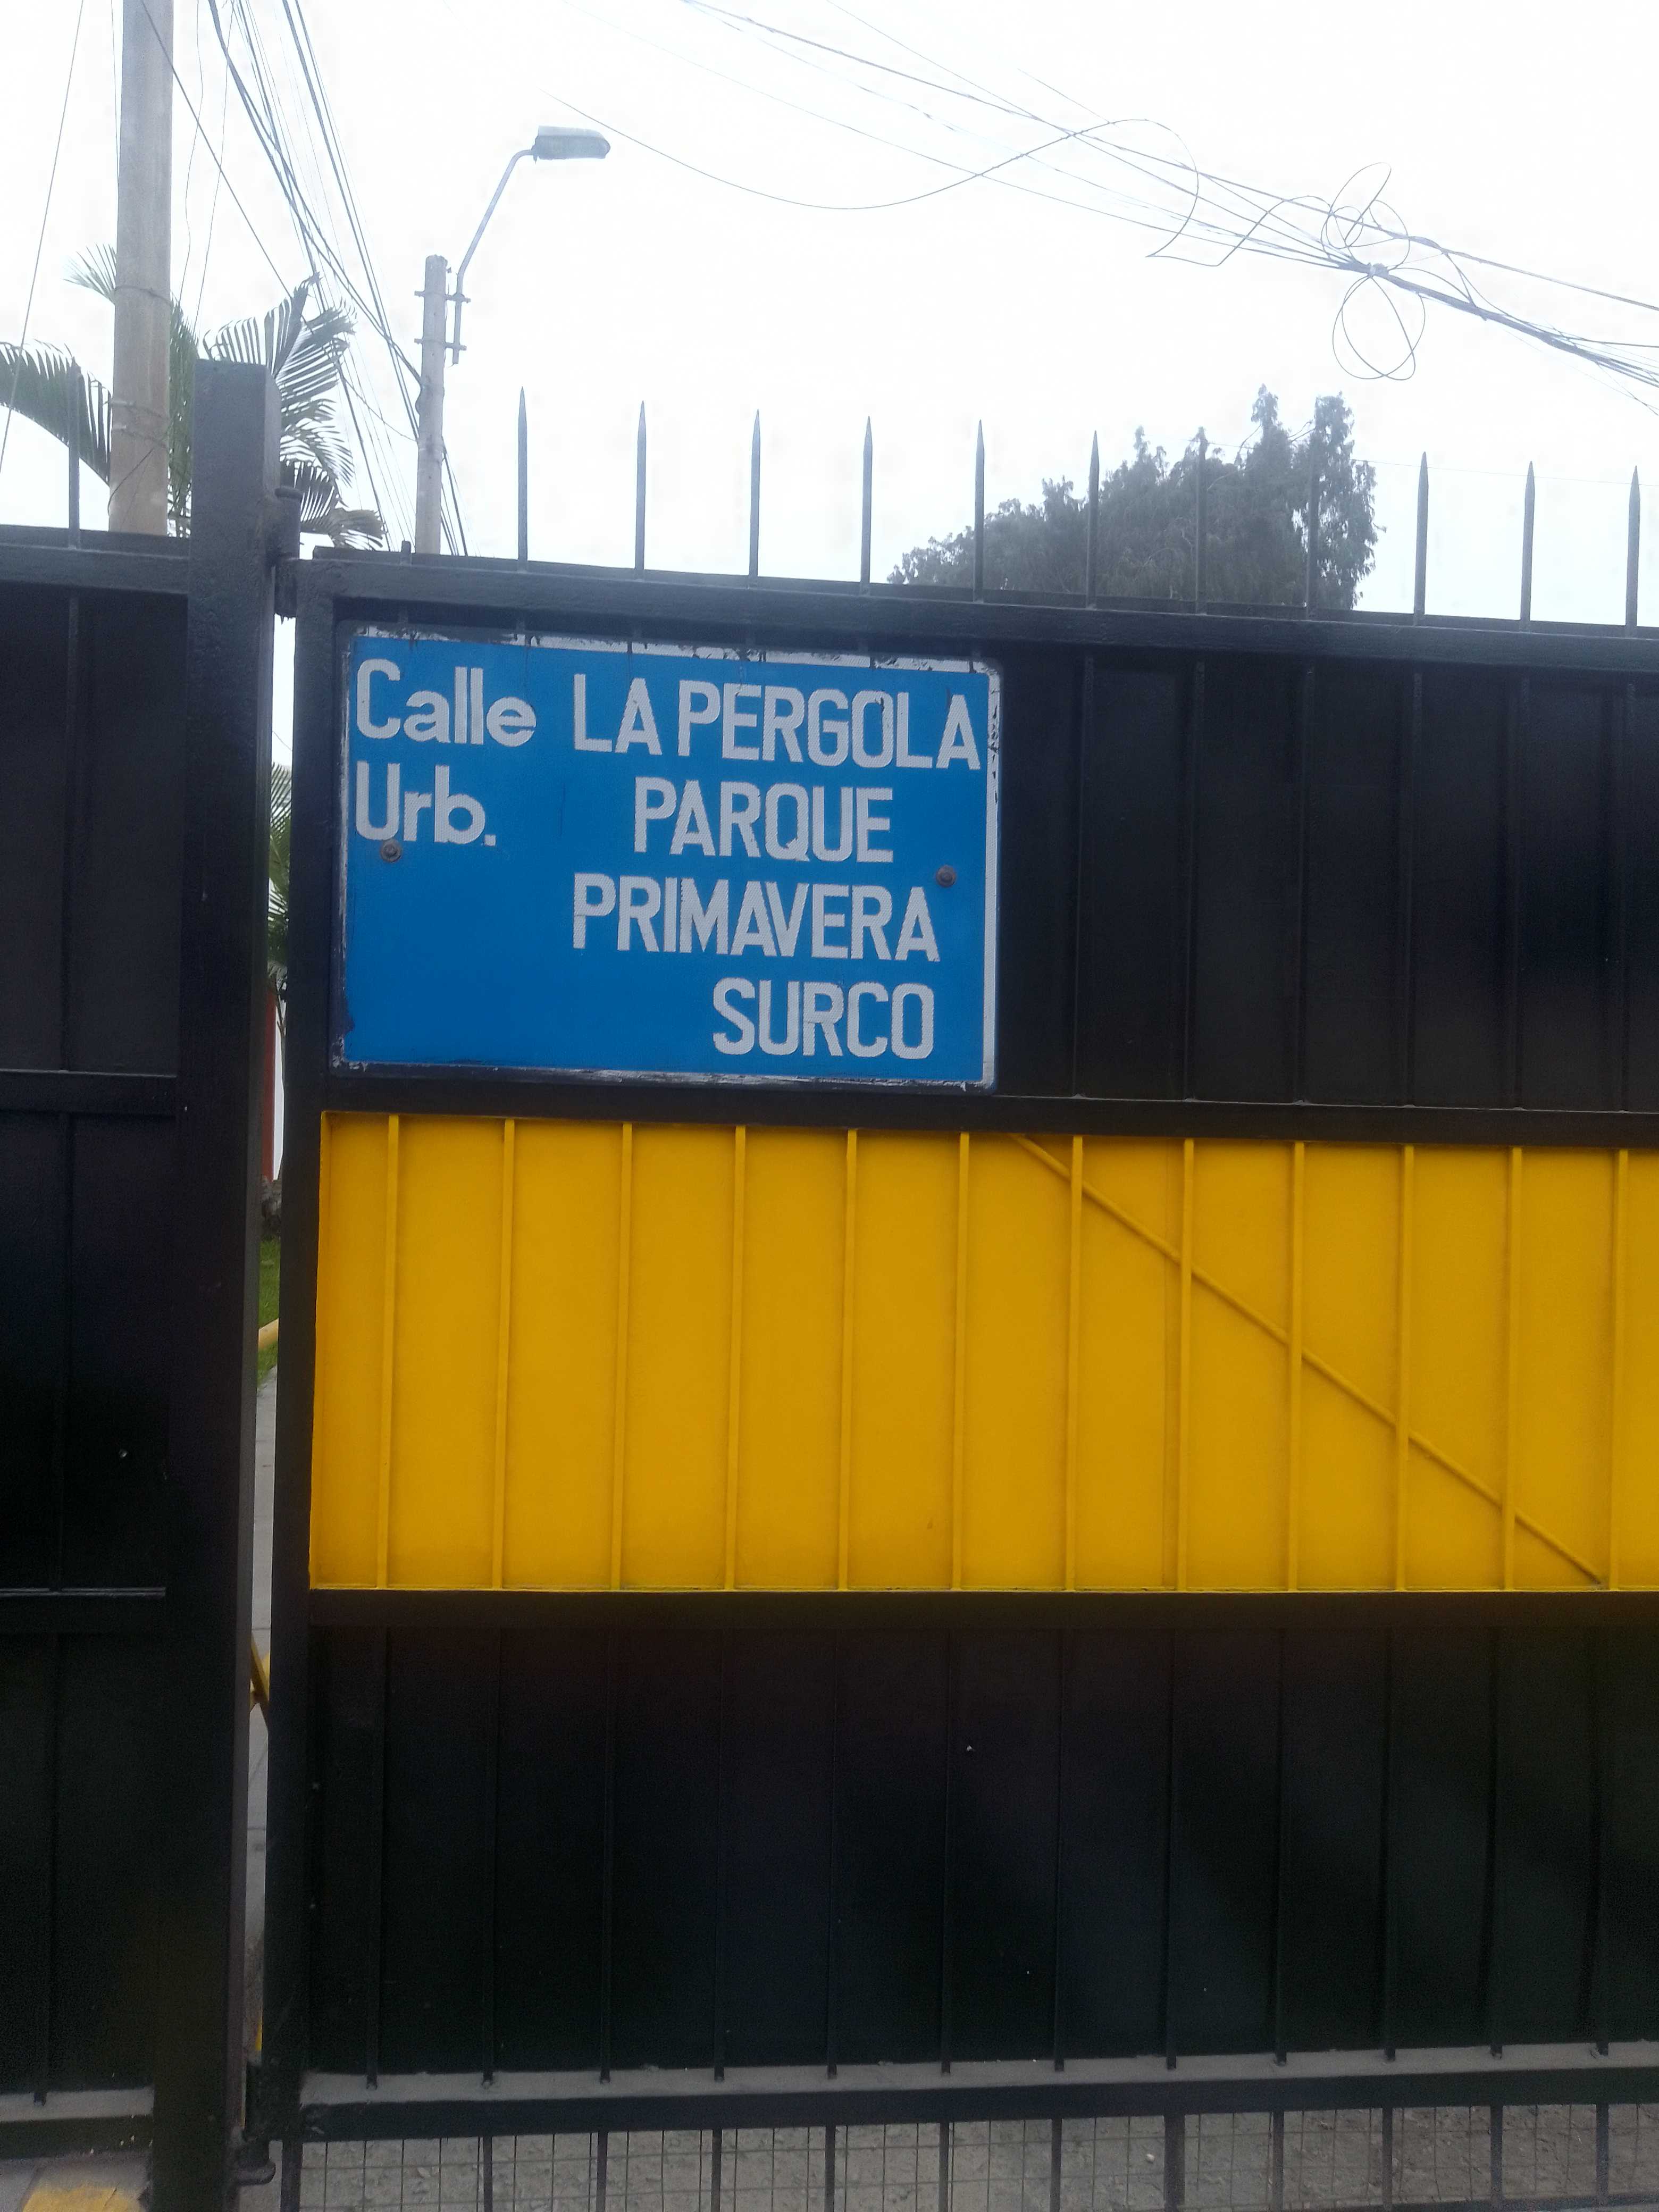 Calle LA PERGOLA
Urb. PARQUE
PRIMAVERA
SURCO